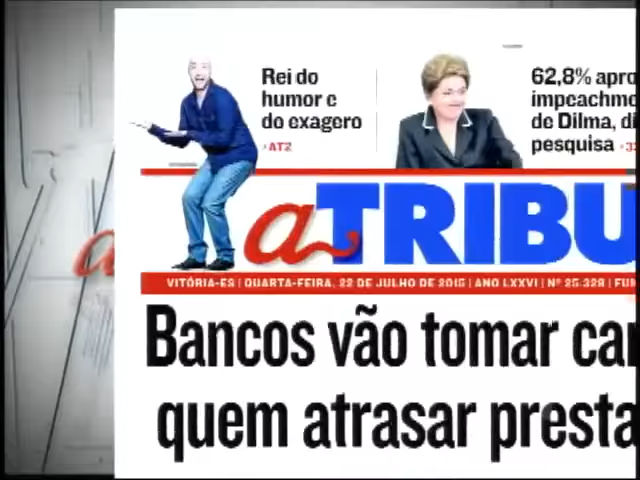 Rei do
humor e
do exagero
AT2
62,8% apro
impeachme
de Dilma, di
pesquisa
aTRIBU
VITÓRIA-ES | QUARTA-FEIRA, 22 DE JULHO DE 2015 | ANO LXXVI | Nº 25.328 | FUN
Bancos vão tomar car
quem atrasar presta
a